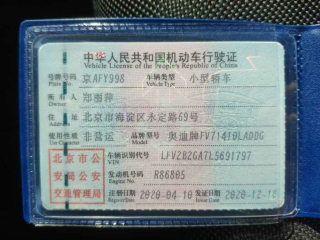 中华人民共和国机动车行驶证
Vehicle License of the People's Republic of China
号牌号码 京AFY998 车辆类型 小型轿车
Plate No. Vehicle Type
所有人 郑丽萍
Owner
住址 北京市海淀区永定路69号
Address
使用性质 非营运 品牌型号 奥迪牌FV71410LADDG
Use Character Model
北京市公安局公安交通管理局
车辆识别代号 LFV2B2GA7L5691797
VIN
发动机号码 R86805
Engine No.
注册日期 2020-04-10 发证日期
Register Date Issue Date